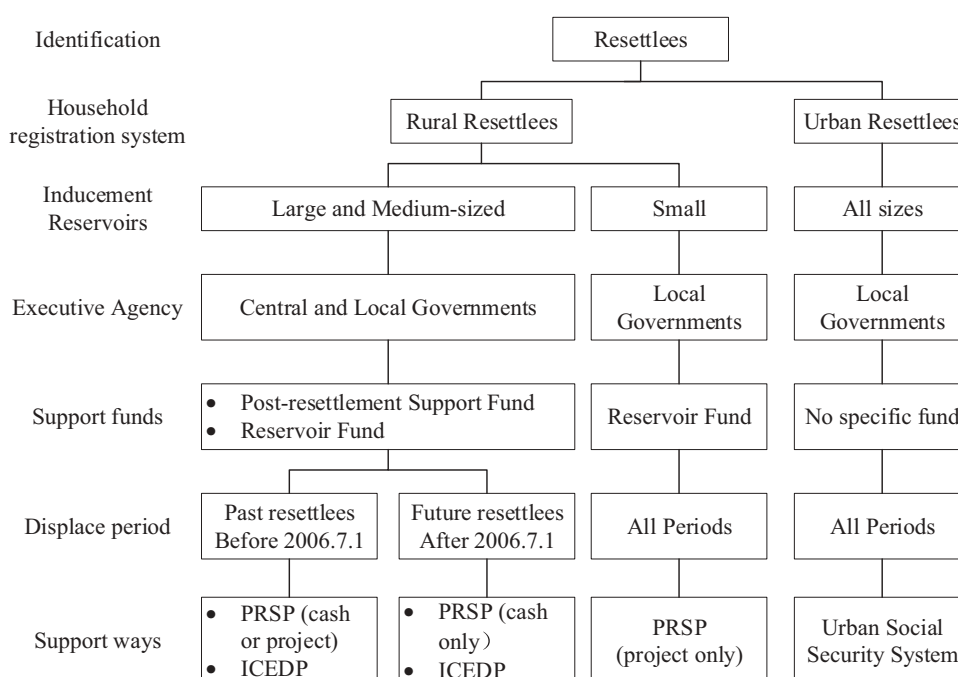 Identification
Resettlees
Household
registration system
Rural Resettlees
Urban Resettlees
Inducement
Reservoirs
Large and Medium-sized
Small
All sizes
Executive Agency
Central and Local Governments
Local
Governments
Local
Governments
Support funds
• Post-resettlement Support Fund
• Reservoir Fund
Reservoir Fund
No specific fund
Displace period
Past resettlees
Before 2006.7.1
Future resettlees
After 2006.7.1
All Periods
All Periods
Support ways
• PRSP (cash
or project)
• ICEDP
• PRSP (cash
only）
• ICEDP
PRSP
(project only)
Urban Social
Security System